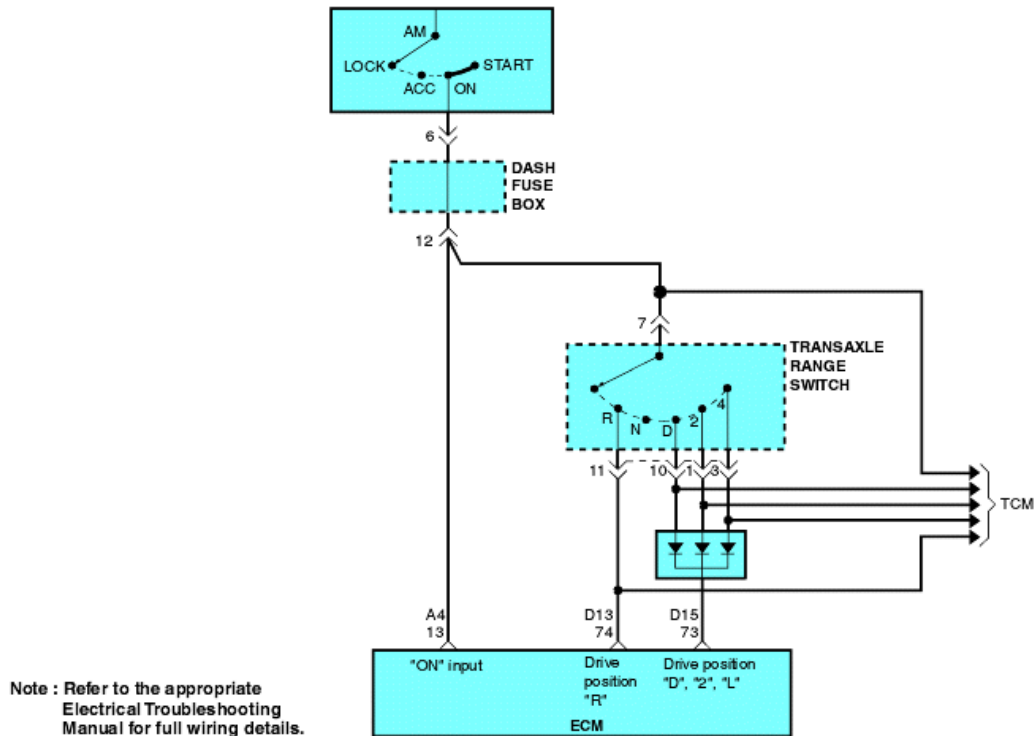 AM
LOCK
START
ACC
ON
6
DASH
FUSE
BOX
12
7
TRANSAXLE
RANGE
SWITCH
R
N
D
2
4
11
10
1
3
TCM
A4
13
D13
74
D15
73
"ON" input
Drive
position
"R"
Drive position
"D", "2", "L"
ECM
Note : Refer to the appropriate
Electrical Troubleshooting
Manual for full wiring details.